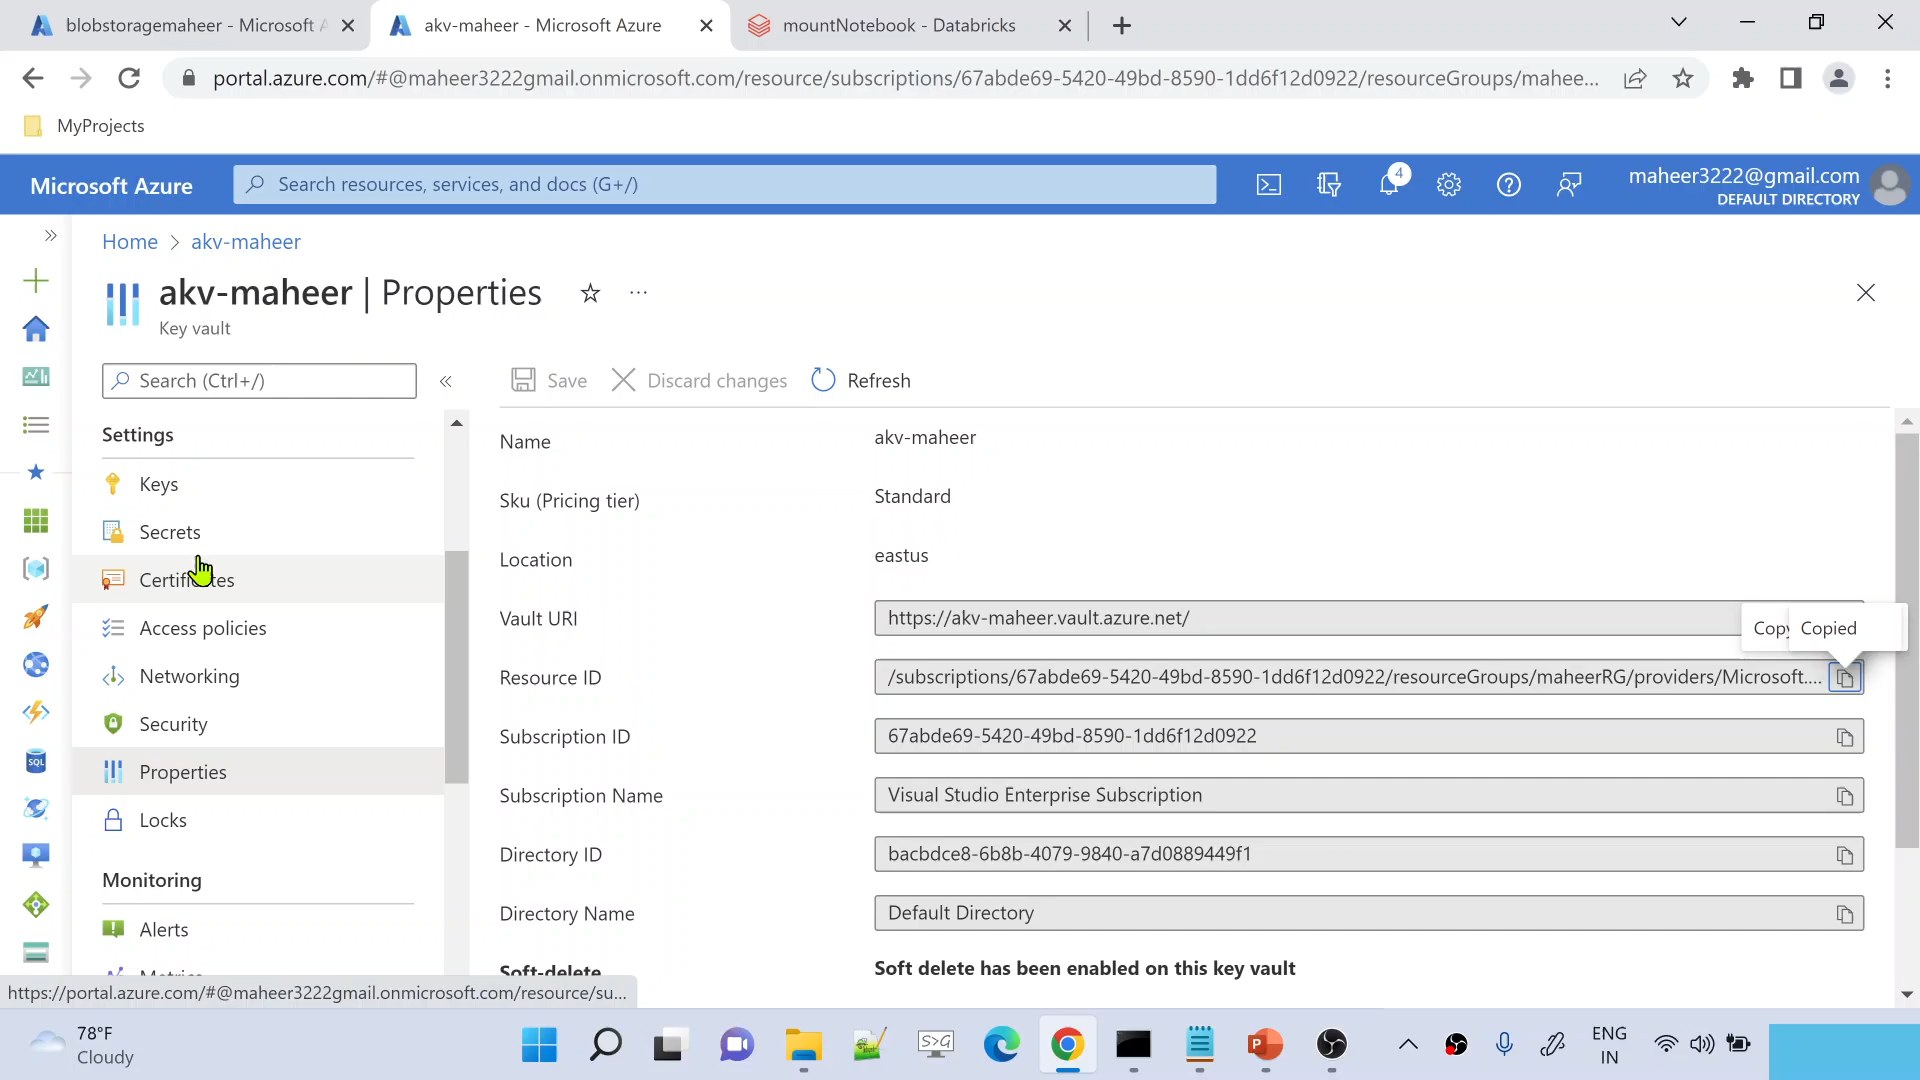 blobstoragemaheer - Microsoft A
akv-maheer - Microsoft Azure
mountNotebook - Databricks
portal.azure.com/#@maheer3222gmail.onmicrosoft.com/resource/subscriptions/67abde69-5420-49bd-8590-1dd6f12d0922/resourceGroups/mahee...
MyProjects
Microsoft Azure
Search resources, services, and docs (G+/)
4
maheer3222@gmail.com
DEFAULT DIRECTORY
Home > akv-maheer
akv-maheer | Properties
Key vault
Search (Ctrl+/)
Save
Discard changes
Refresh
Settings
Keys
Secrets
Certificates
Access policies
Networking
Security
Properties
Locks
Monitoring
Alerts
Metrics
Name
akv-maheer
Sku (Pricing tier)
Standard
Location
eastus
Vault URI
https://akv-maheer.vault.azure.net/
Copy
Copied
Resource ID
/subscriptions/67abde69-5420-49bd-8590-1dd6f12d0922/resourceGroups/maheerRG/providers/Microsoft....
Subscription ID
67abde69-5420-49bd-8590-1dd6f12d0922
Subscription Name
Visual Studio Enterprise Subscription
Directory ID
bacbdce8-6b8b-4079-9840-a7d0889449f1
Directory Name
Default Directory
Soft-delete
Soft delete has been enabled on this key vault
https://portal.azure.com/#@maheer3222gmail.onmicrosoft.com/resource/su...
78°F
Cloudy
SQL
S>G
ENG
IN